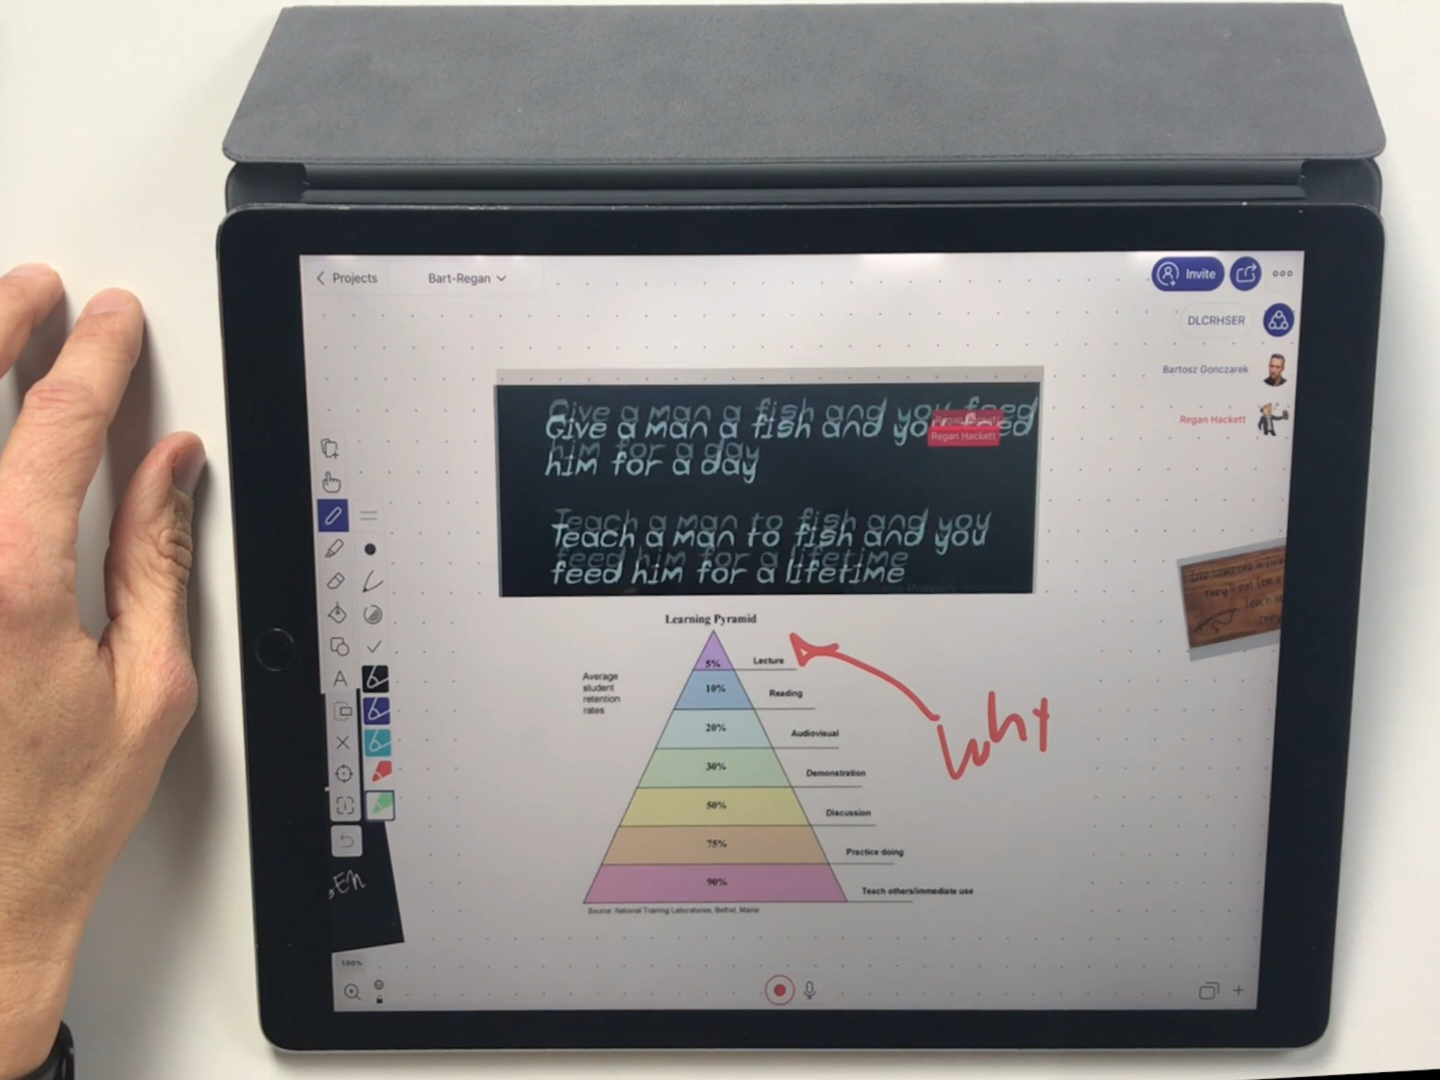 Projects
Bart-Regan
Invite
DLCRHSER
Bartosz Gonczarek
Regan Hackett
Give a man a fish and you feed
him for a day
Regan Hackett
Teach a man to fish and you
feed him for a lifetime
Learning Pyramid
Average
student
retention
rates
5% Lecture
10% Reading
20% Audiovisual
30% Demonstration
50% Discussion
75% Practice doing
90% Teach others/immediate use
Source: National Training Laboratories, Bethel, Maine
Why
A
100%